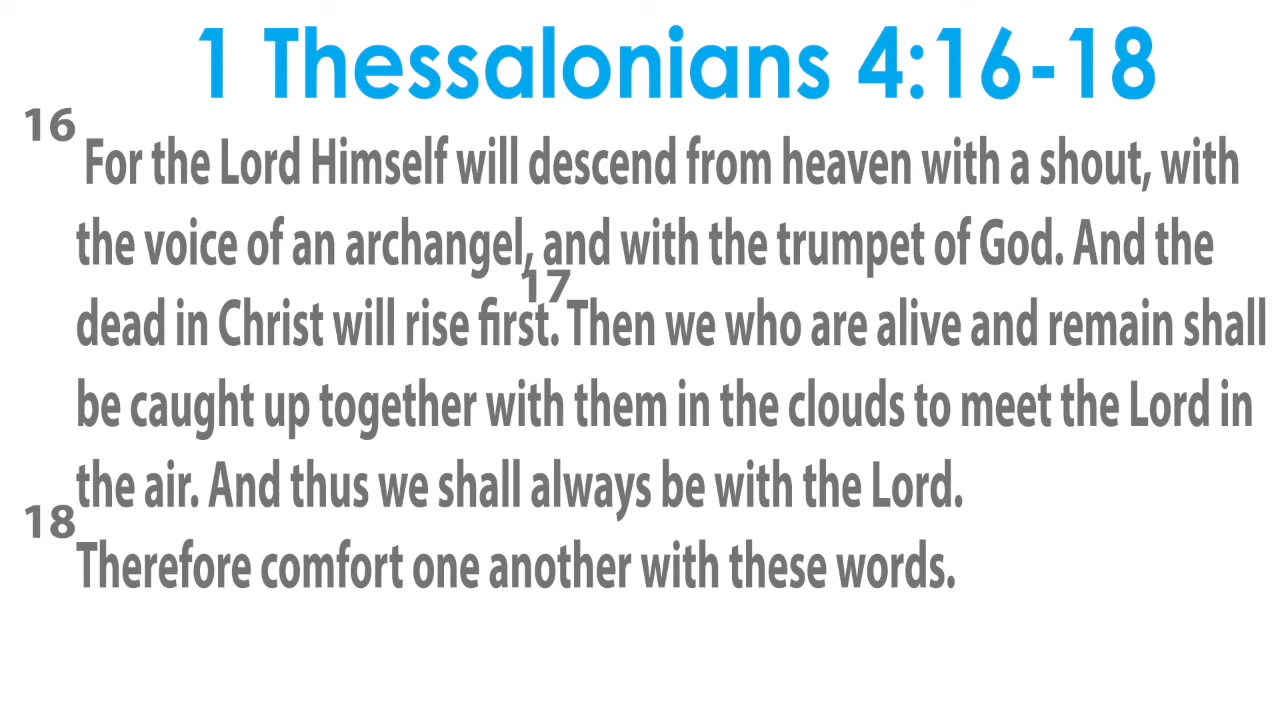 1 Thessalonians 4:16-18
16 For the Lord Himself will descend from heaven with a shout, with
the voice of an archangel, and with the trumpet of God. And the
dead in Christ will rise first. 17 Then we who are alive and remain shall
be caught up together with them in the clouds to meet the Lord in
the air. And thus we shall always be with the Lord.
18 Therefore comfort one another with these words.